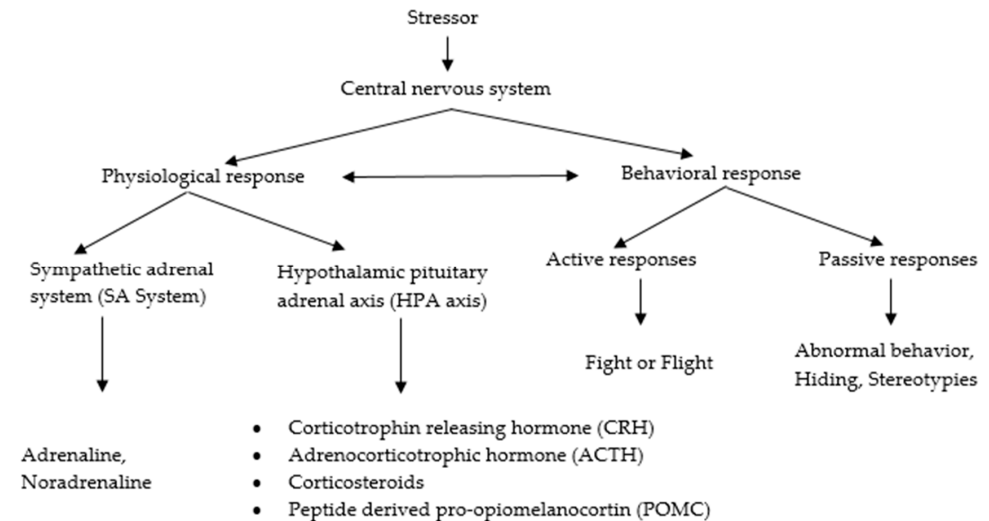 Stressor
Central nervous system
Physiological response
Behavioral response
Sympathetic adrenal
system (SA System)
Hypothalamic pituitary
adrenal axis (HPA axis)
Active responses
Passive responses
Fight or Flight
Abnormal behavior,
Hiding, Stereotypies
Adrenaline,
Noradrenaline
• Corticotrophin releasing hormone (CRH)
• Adrenocorticotrophic hormone (ACTH)
• Corticosteroids
• Peptide derived pro-opiomelanocortin (POMC)